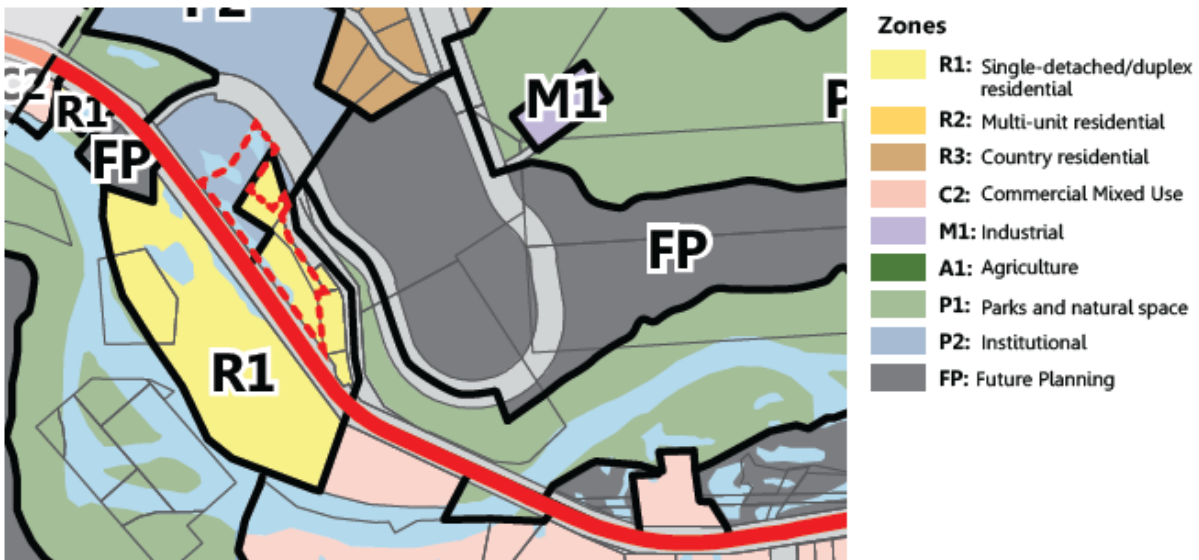 Zones
R1: Single-detached/duplex
residential
R2: Multi-unit residential
R3: Country residential
C2: Commercial Mixed Use
M1: Industrial
A1: Agriculture
P1: Parks and natural space
P2: Institutional
FP: Future Planning
C2
R1
FP
M1
FP
R1